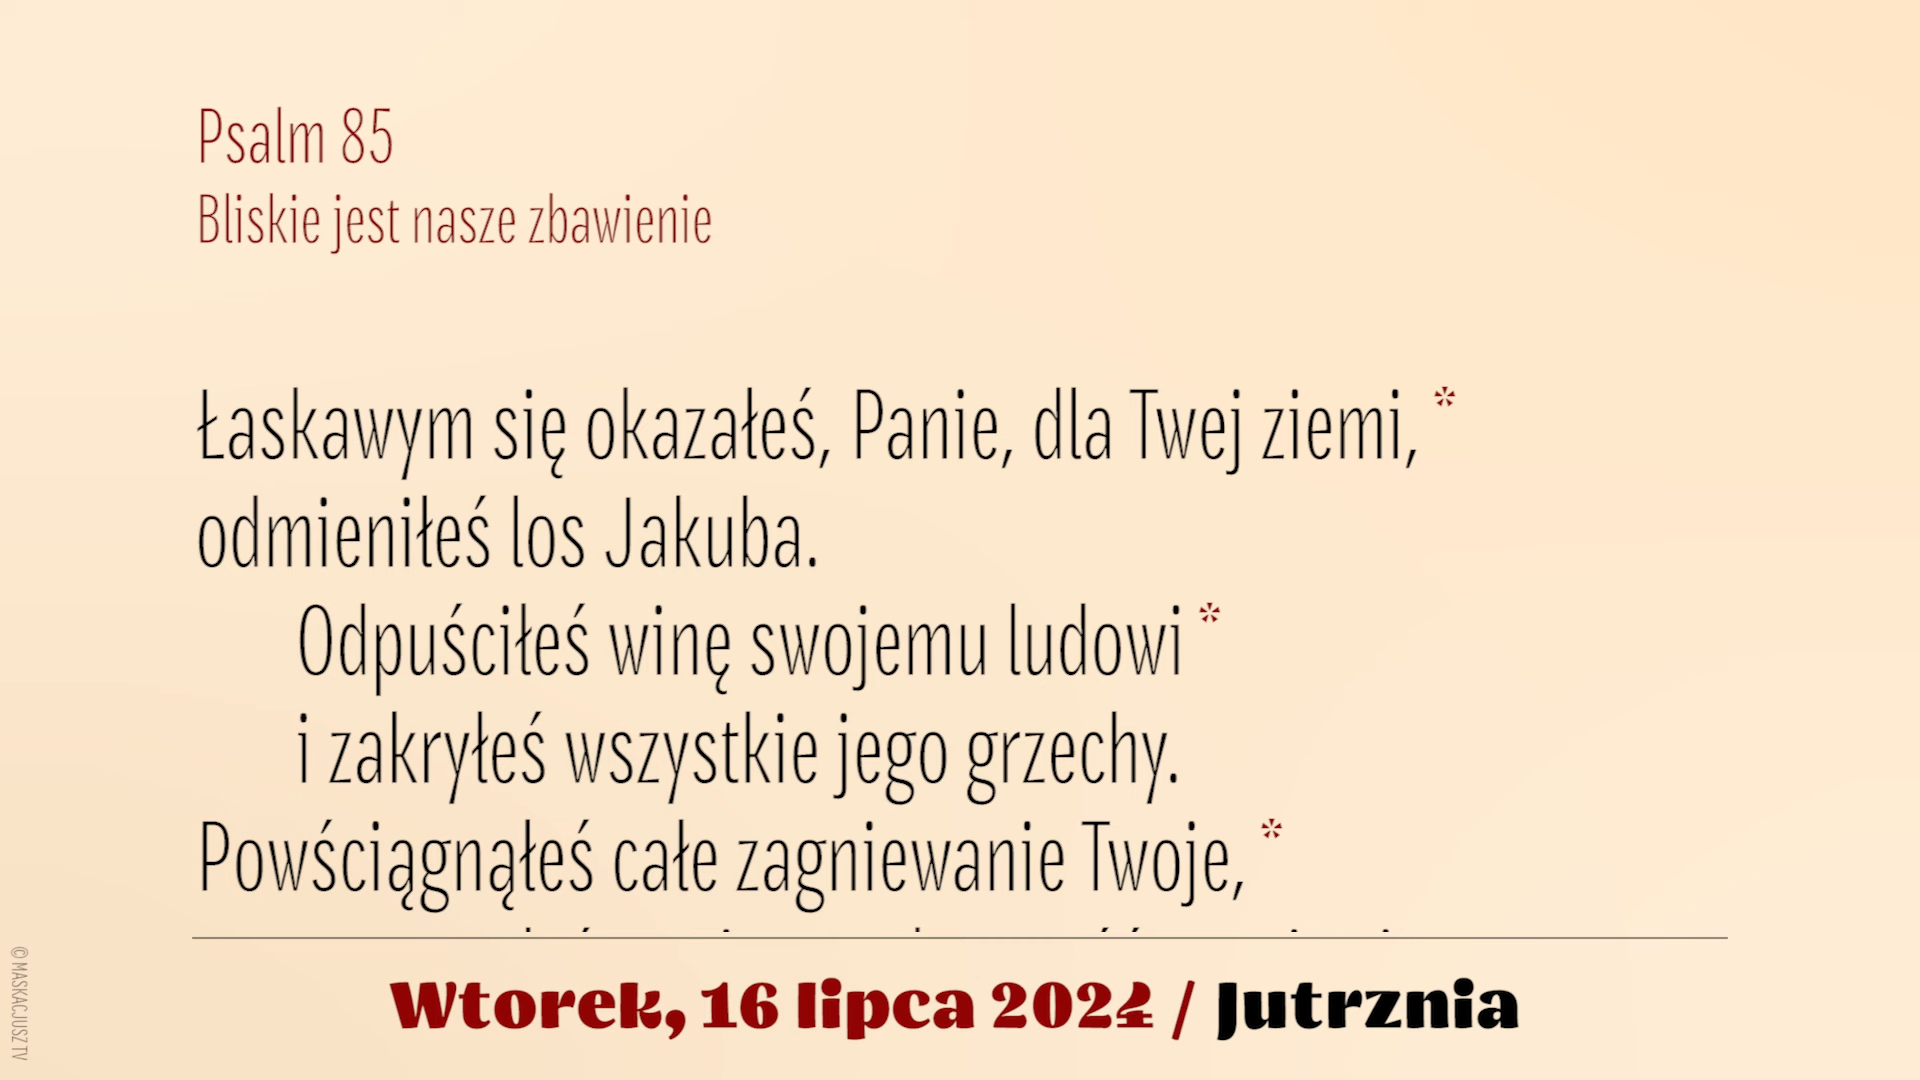 Psalm 85
Bliskie jest nasze zbawienie
Łaskawym się okazałeś, Panie, dla Twej ziemi, *
odmieniłeś los Jakuba.
Odpuściłeś winę swojemu ludowi *
i zakryłeś wszystkie jego grzechy.
Powściągnąłeś całe zagniewanie Twoje, *
Wtorek, 16 lipca 2024 / Jutrznia
© MASKACJUSZ TV